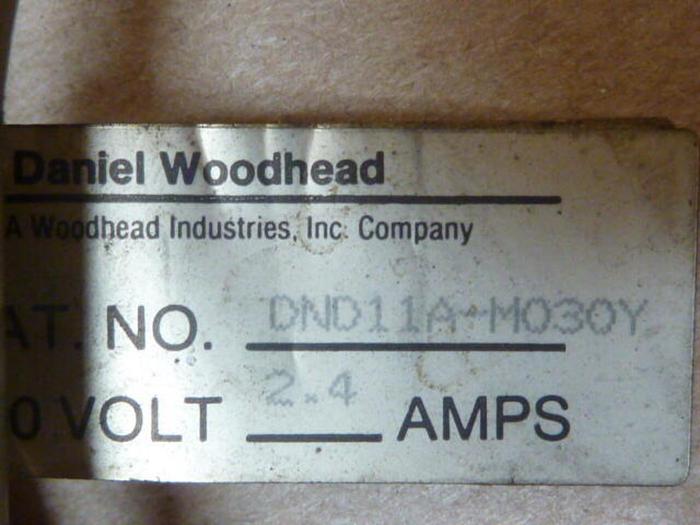 Daniel Woodhead
A Woodhead Industries, Inc. Company
AT. NO. DND11A-M030Y
0 VOLT 2.4 AMPS